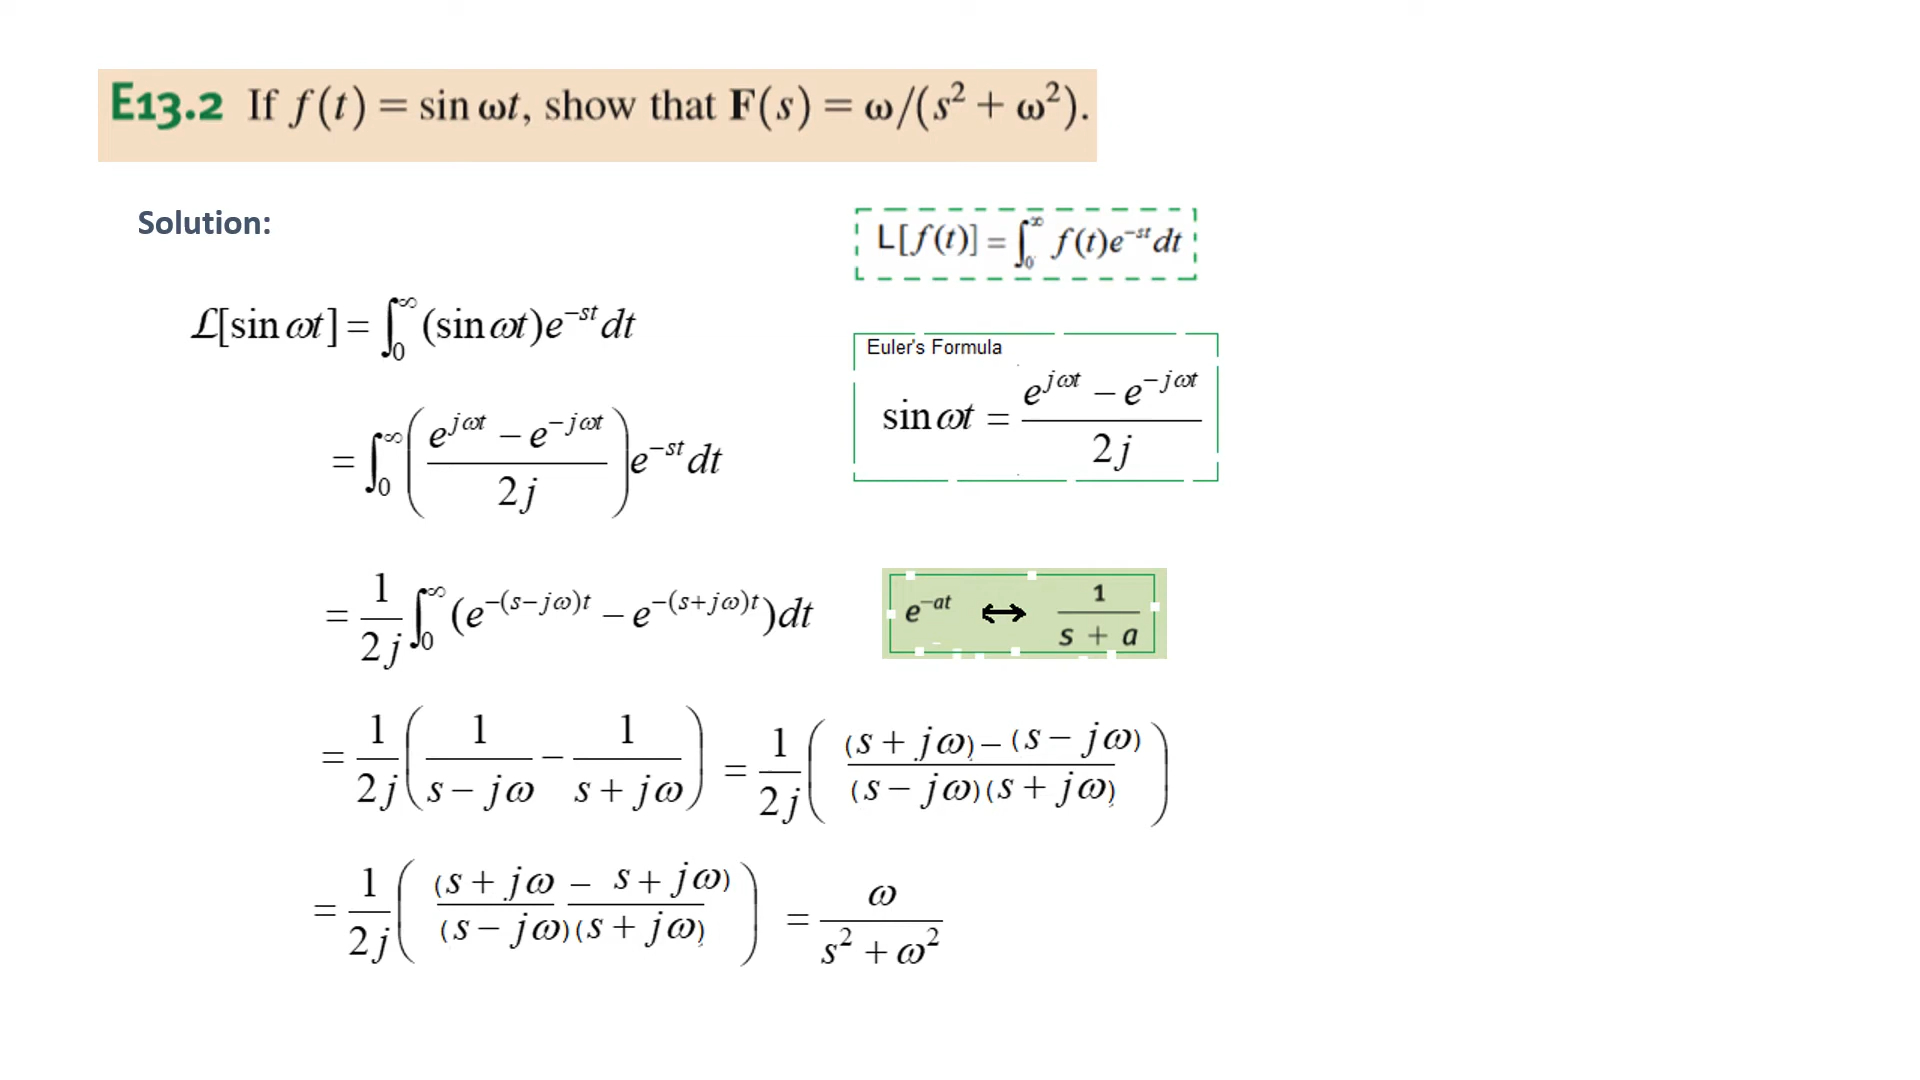 E13.2 If f(t) = sin ωt, show that F(s) = ω/(s² + ω²).
Solution:
L[f(t)] = ∫₀^∞ f(t)e^{-st} dt
ℒ[sin ωt] = ∫₀^∞ (sin ωt)e^{-st} dt
Euler's Formula
sin ωt = (e^{jωt} − e^{-jωt}) / 2j
= ∫₀^∞ ((e^{jωt} − e^{-jωt}) / 2j) e^{-st} dt
= 1/2j ∫₀^∞ (e^{-(s-jω)t} − e^{-(s+jω)t})dt
e^{-at} ↔ 1 / (s + a)
= 1/2j (1/(s − jω) − 1/(s + jω)) = 1/2j ((s + jω) − (s − jω) / (s − jω)(s + jω))
= 1/2j ((s + jω − s + jω) / (s − jω)(s + jω)) = ω / (s² + ω²)